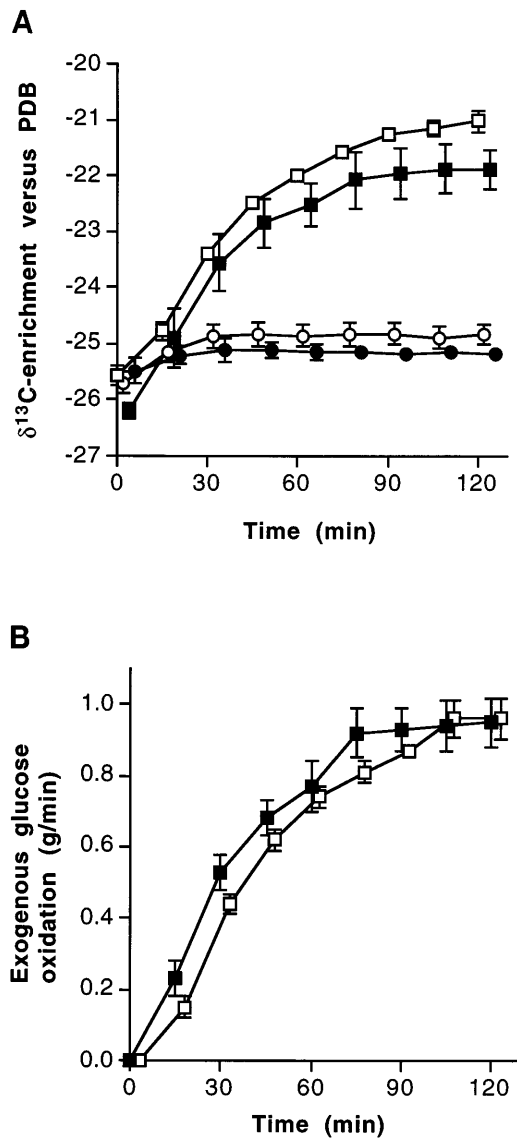 A
δ¹³C-enrichment versus PDB
-20
-21
-22
-23
-24
-25
-26
-27
0 30 60 90 120
Time (min)
B
Exogenous glucose
oxidation (g/min)
1.0
0.8
0.6
0.4
0.2
0.0
0 30 60 90 120
Time (min)